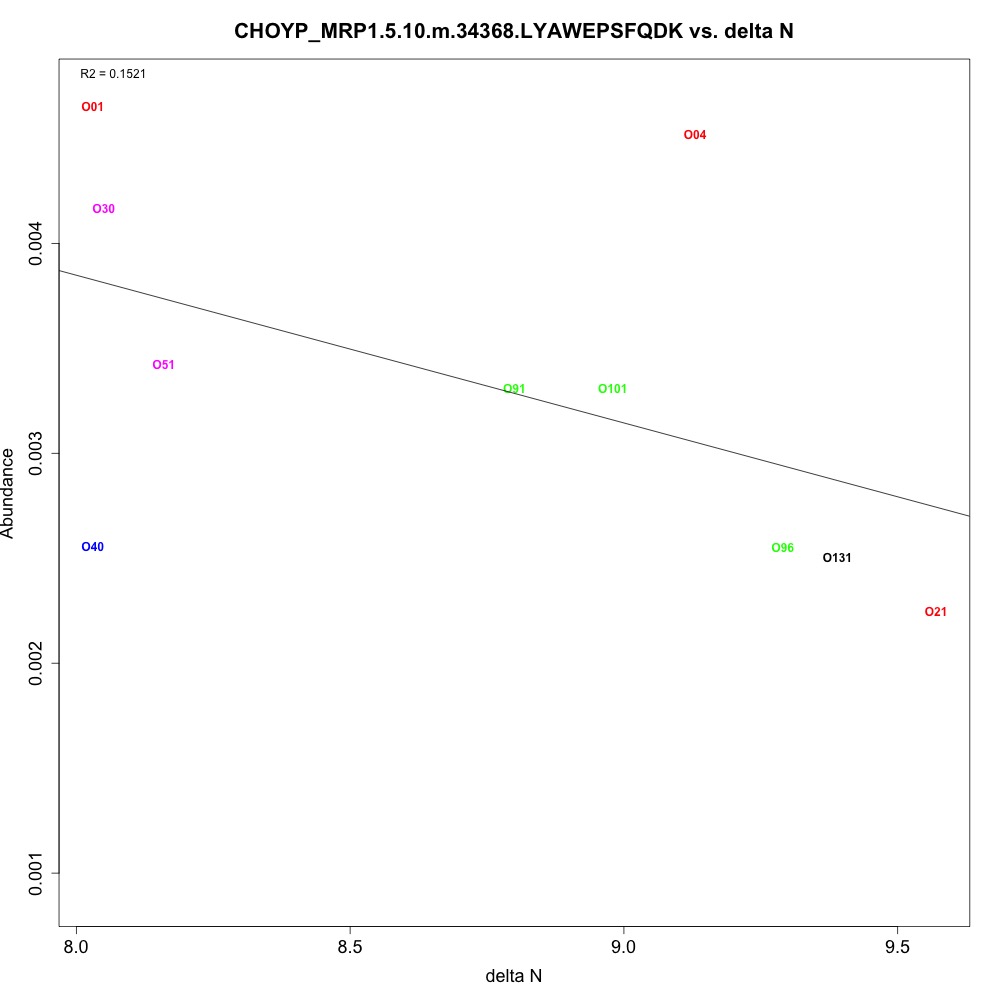 CHOYP_MRP1.5.10.m.34368.LYAWEPSFQDK vs. delta N
R2 = 0.1521
O01
O04
O30
0.004
O51
O91
O101
0.003
Abundance
O40
O96
O131
O21
0.002
0.001
8.0 8.5 9.0 9.5
delta N